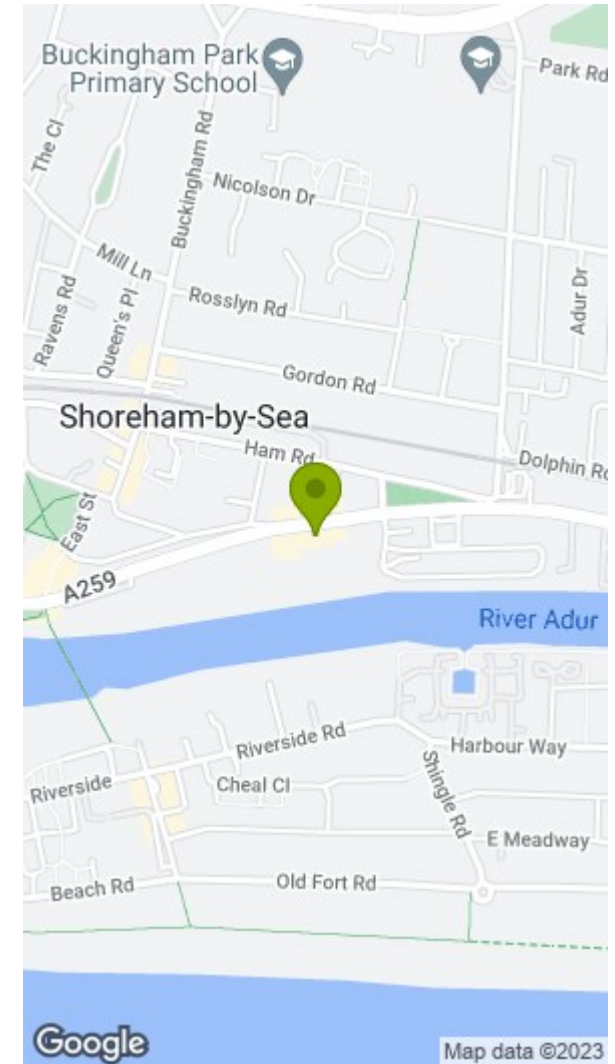 Buckingham Park
Primary School
Park Rd
The Cl
Buckingham Rd
Nicolson Dr
Mill Ln
Ravens Rd
Queen's Pl
Rosslyn Rd
Adur Dr
Gordon Rd
Shoreham-by-Sea
Ham Rd
Dolphin Ro
East St
A259
River Adur
Riverside Rd
Harbour Way
Riverside
Cheal Cl
Shingle Rd
E Meadway
Beach Rd
Old Fort Rd
Google
Map data ©2023